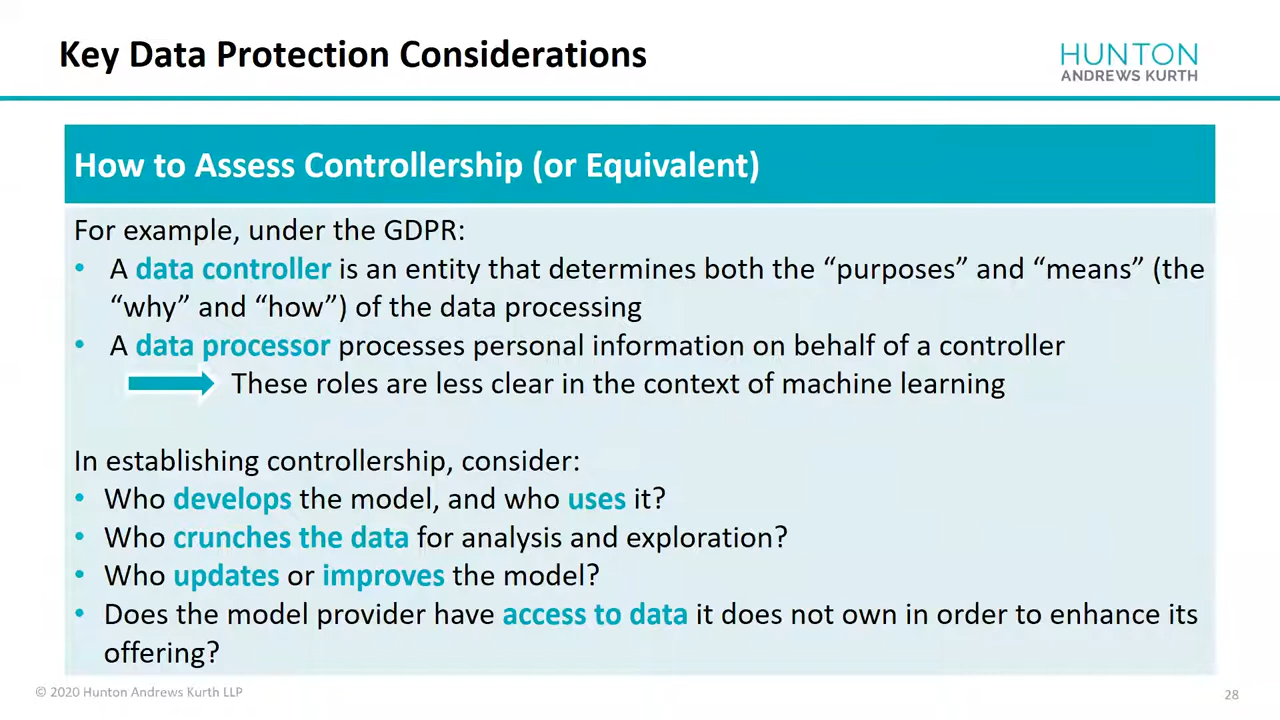 Key Data Protection Considerations
HUNTON
ANDREWS KURTH
How to Assess Controllership (or Equivalent)
For example, under the GDPR:
• A data controller is an entity that determines both the “purposes” and “means” (the
“why” and “how”) of the data processing
• A data processor processes personal information on behalf of a controller
These roles are less clear in the context of machine learning
In establishing controllership, consider:
• Who develops the model, and who uses it?
• Who crunches the data for analysis and exploration?
• Who updates or improves the model?
• Does the model provider have access to data it does not own in order to enhance its
offering?
© 2020 Hunton Andrews Kurth LLP
28